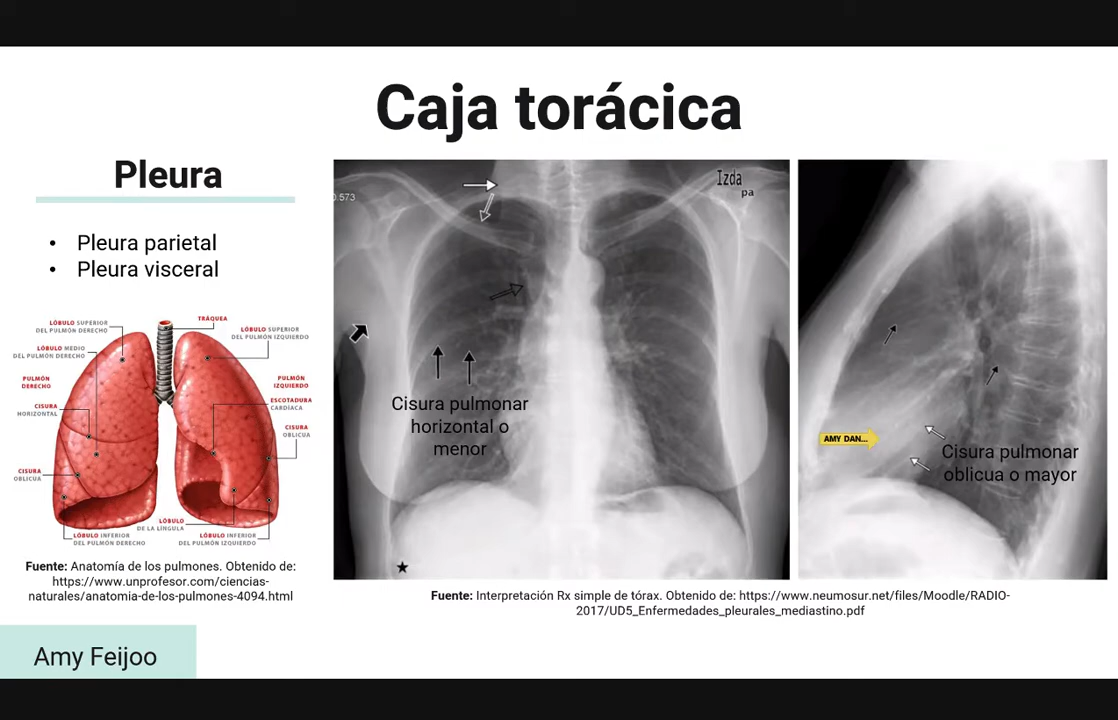 Caja torácica
Pleura
• Pleura parietal
• Pleura visceral
LÓBULO SUPERIOR
DEL PULMÓN DERECHO
LÓBULO MEDIO
DEL PULMÓN DERECHO
PULMÓN
DERECHO
CISURA
HORIZONTAL
CISURA
OBLICUA
LÓBULO INFERIOR
DEL PULMÓN DERECHO
TRÁQUEA
LÓBULO SUPERIOR
DEL PULMÓN IZQUIERDO
PULMÓN
IZQUIERDO
ESCOTADURA
CARDÍACA
CISURA
OBLICUA
LÓBULO
DE LA LÍNGULA
LÓBULO INFERIOR
DEL PULMÓN IZQUIERDO
Fuente: Anatomía de los pulmones. Obtenido de:
https://www.unprofesor.com/ciencias-
naturales/anatomia-de-los-pulmones-4094.html
0.573
Izda
pa
Cisura pulmonar
horizontal o
menor
AMY DAN...
Cisura pulmonar
oblicua o mayor
Fuente: Interpretación Rx simple de tórax. Obtenido de: https://www.neumosur.net/files/Moodle/RADIO-
2017/UD5_Enfermedades_pleurales_mediastino.pdf
Amy Feijoo